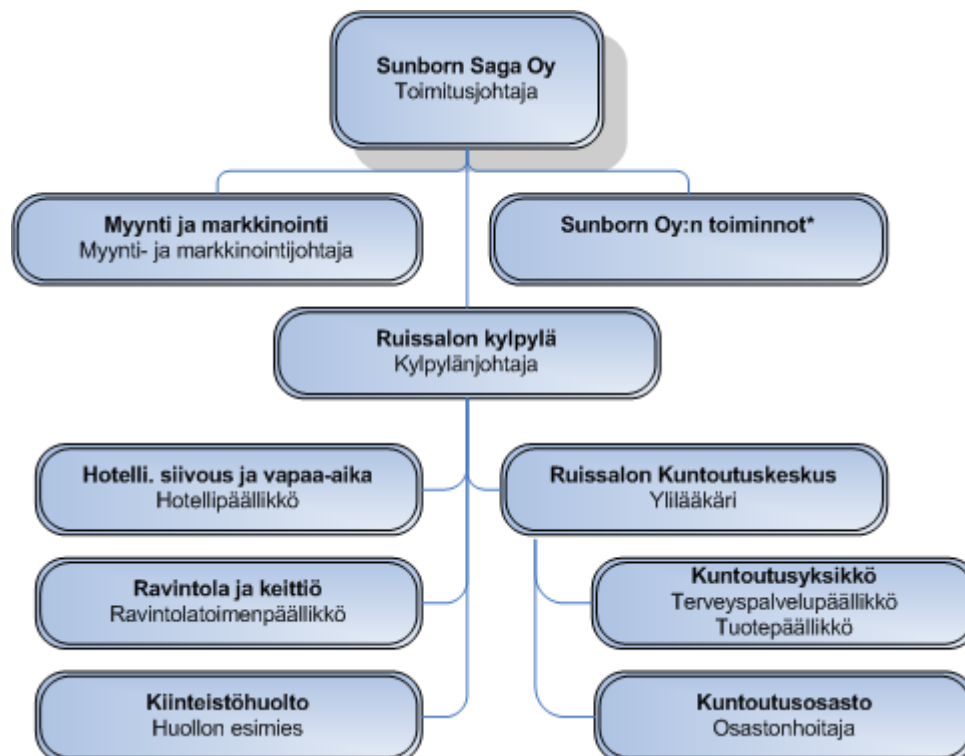 Sunborn Saga Oy
Toimitusjohtaja
Myynti ja markkinointi
Myynti- ja markkinointijohtaja
Sunborn Oy:n toiminnot*
Ruissalon kylpylä
Kylpylänjohtaja
Hotelli. siivous ja vapaa-aika
Hotellipäällikkö
Ruissalon Kuntoutuskeskus
Ylilääkäri
Ravintola ja keittiö
Ravintolatoimenpäällikkö
Kuntoutusyksikkö
Terveyspalvelupäällikkö
Tuotepäällikkö
Kiinteistöhuolto
Huollon esimies
Kuntoutusosasto
Osastonhoitaja